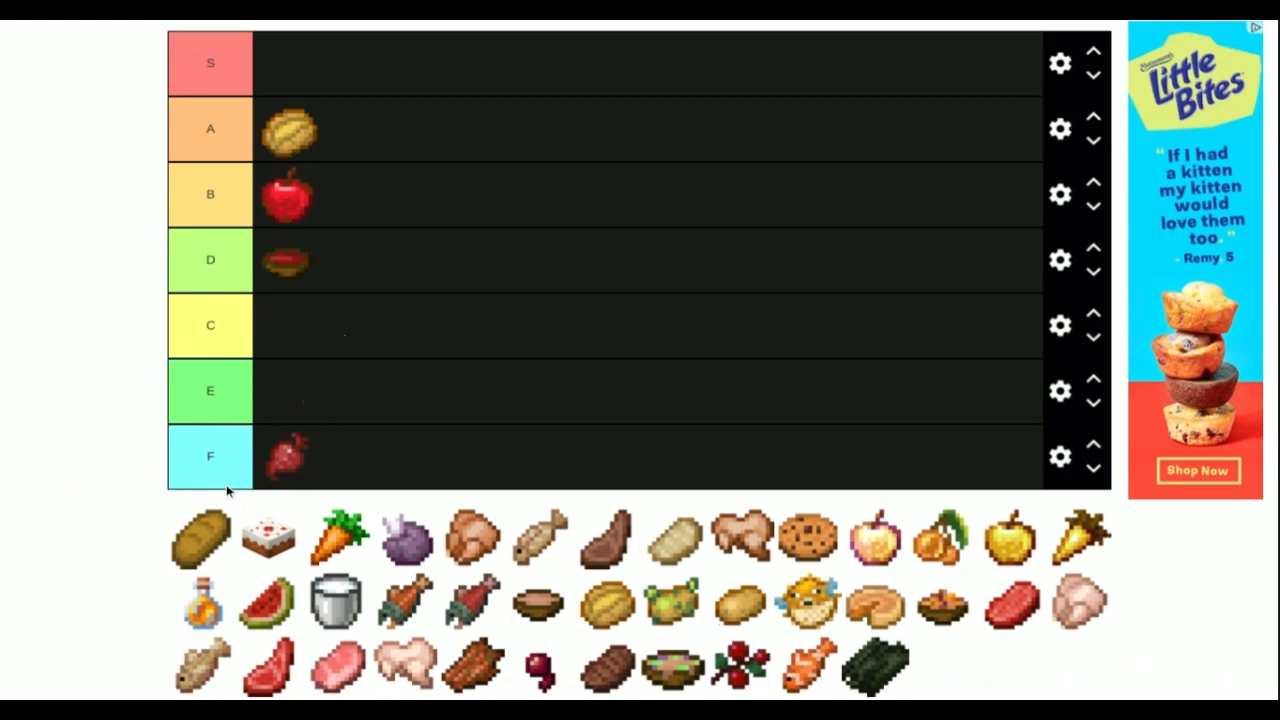 S
A
B
D
C
E
F
Little
Bites
“If I had
a kitten
my kitten
would
love them
too.”
- Remy, 5
Shop Now